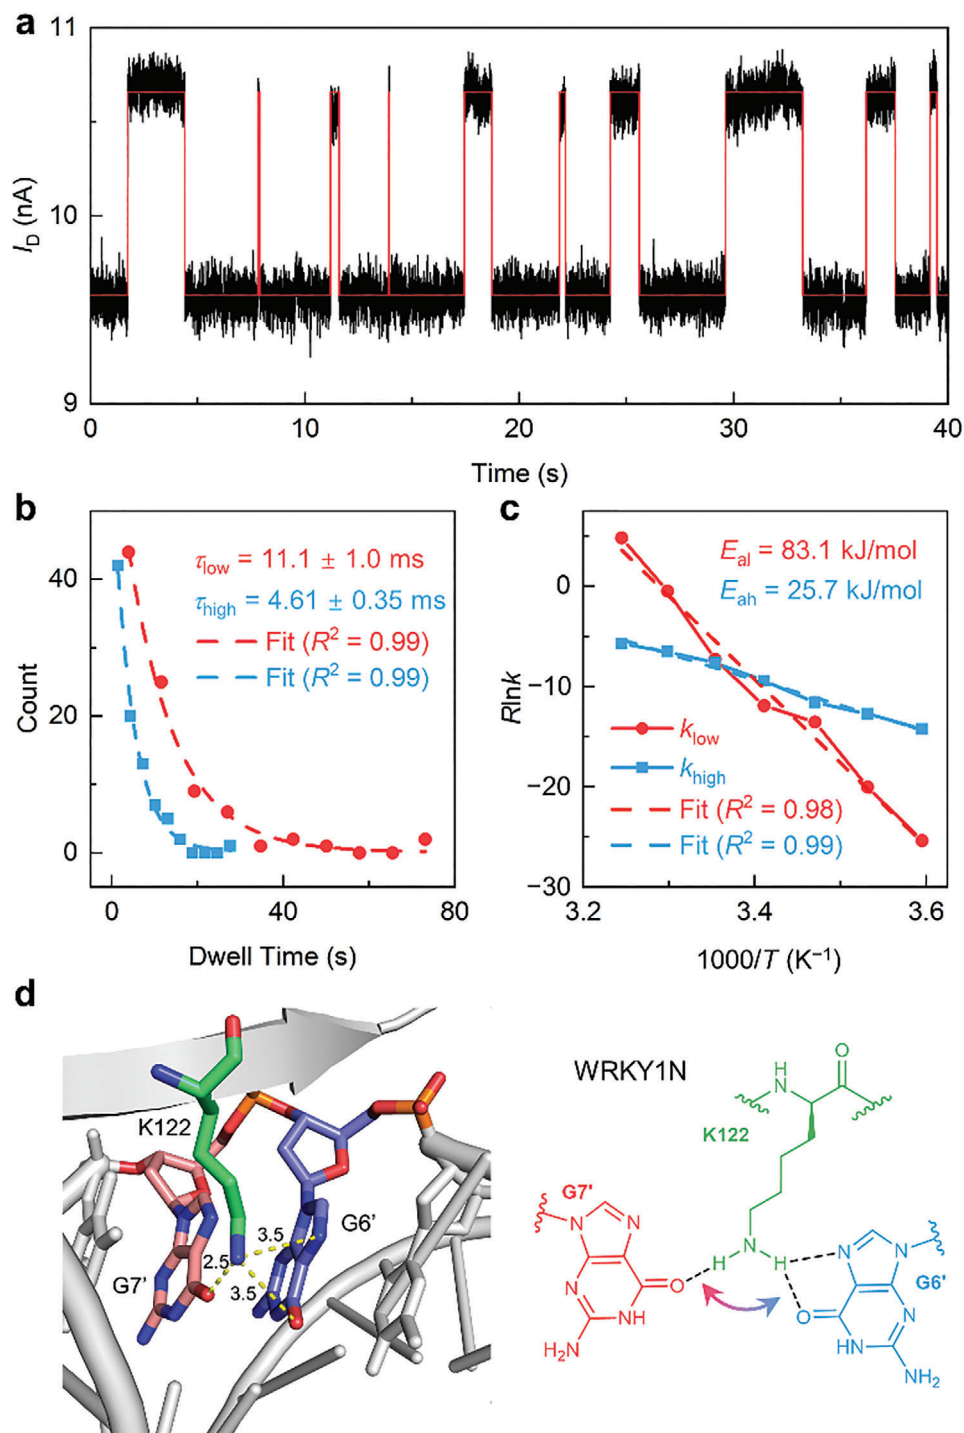 a
11
10
9
I_D (nA)
0
10
20
30
40
Time (s)
b
τ_low = 11.1 ± 1.0 ms
τ_high = 4.61 ± 0.35 ms
Fit (R² = 0.99)
Fit (R² = 0.99)
40
20
0
Count
0
40
80
Dwell Time (s)
c
E_al = 83.1 kJ/mol
E_ah = 25.7 kJ/mol
0
−10
−20
−30
Rlnk
k_low
k_high
Fit (R² = 0.98)
Fit (R² = 0.99)
3.2
3.4
3.6
1000/T (K⁻¹)
d
K122
G7'
G6'
2.5
3.5
3.5
WRKY1N
H
N
O
K122
G7'
N
N
N
O
NH
H₂N
H
N
H
N
N
G6'
O
N
HN
NH₂